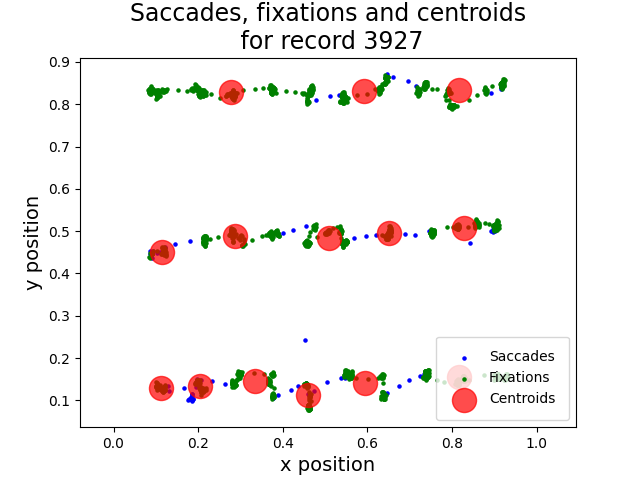 Saccades, fixations and centroids
for record 3927
0.9
0.8
0.7
0.6
0.5
0.4
0.3
0.2
0.1
y position
Saccades
Fixations
Centroids
0.0 0.2 0.4 0.6 0.8 1.0
x position